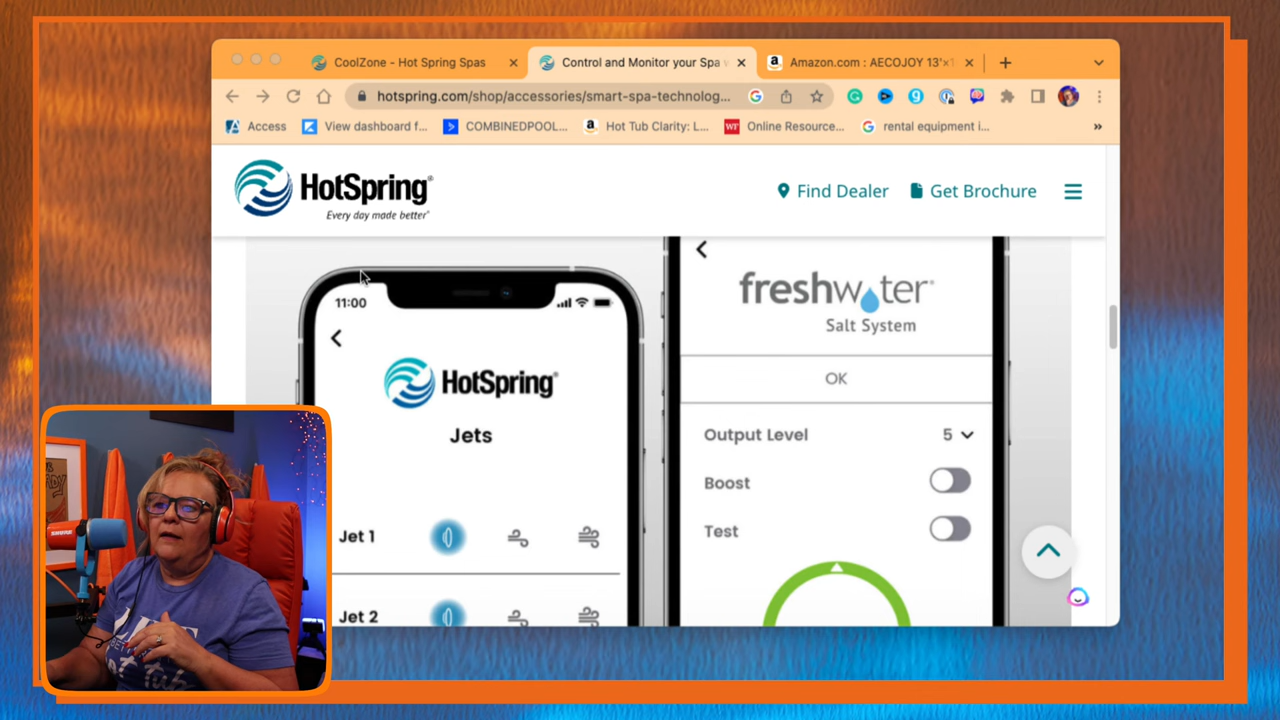 CoolZone - Hot Spring Spas
Control and Monitor your Spa
Amazon.com : AECOJOY 13'×1
hotspring.com/shop/accessories/smart-spa-technolog...
Access
View dashboard f...
COMBINEDPOOL...
Hot Tub Clarity: L...
WF
Online Resource...
rental equipment i...
»
HotSpring®
Every day made better®
Find Dealer
Get Brochure
11:00
HotSpring®
Jets
Jet 1
Jet 2
freshwater®
Salt System
OK
Output Level 5
Boost
Test
SHURE